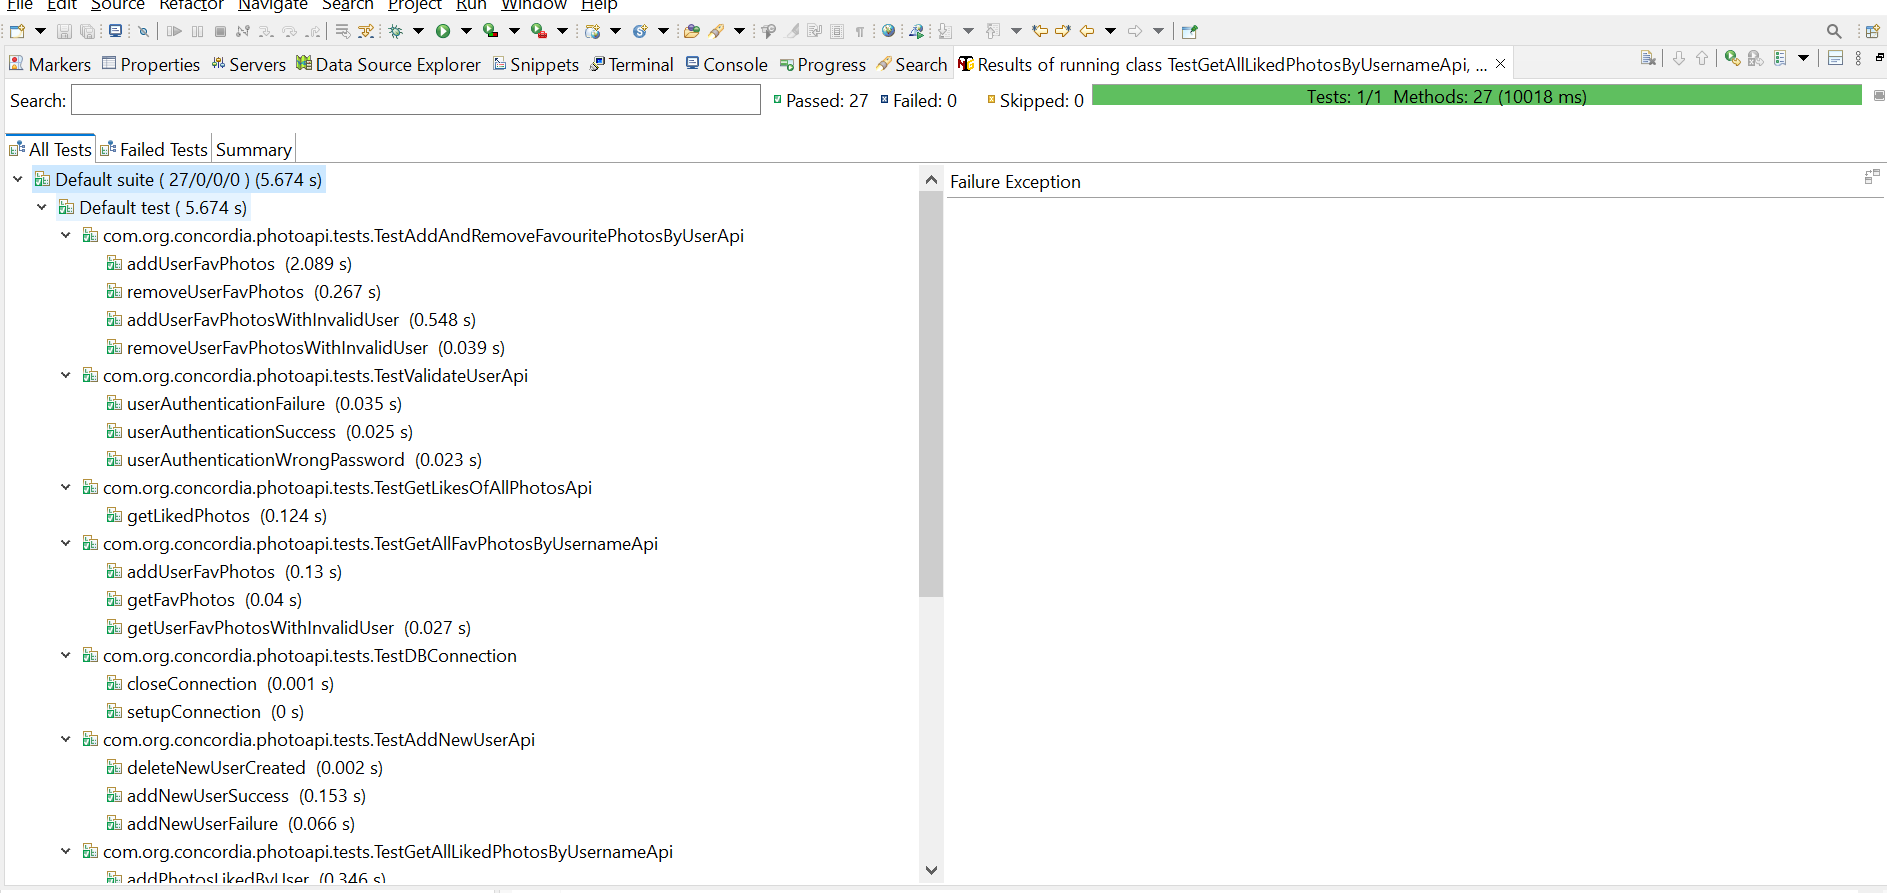 File Edit Source Refactor Navigate Search Project Run Window Help
Markers Properties Servers Data Source Explorer Snippets Terminal Console Progress Search Results of running class TestGetAllLikedPhotosByUsernameApi, ...
Search: Passed: 27 Failed: 0 Skipped: 0 Tests: 1/1 Methods: 27 (10018 ms)
All Tests Failed Tests Summary
Default suite ( 27/0/0/0 ) (5.674 s)
Failure Exception
Default test ( 5.674 s)
com.org.concordia.photoapi.tests.TestAddAndRemoveFavouritePhotosByUserApi
addUserFavPhotos (2.089 s)
removeUserFavPhotos (0.267 s)
addUserFavPhotosWithInvalidUser (0.548 s)
removeUserFavPhotosWithInvalidUser (0.039 s)
com.org.concordia.photoapi.tests.TestValidateUserApi
userAuthenticationFailure (0.035 s)
userAuthenticationSuccess (0.025 s)
userAuthenticationWrongPassword (0.023 s)
com.org.concordia.photoapi.tests.TestGetLikesOfAllPhotosApi
getLikedPhotos (0.124 s)
com.org.concordia.photoapi.tests.TestGetAllFavPhotosByUsernameApi
addUserFavPhotos (0.13 s)
getFavPhotos (0.04 s)
getUserFavPhotosWithInvalidUser (0.027 s)
com.org.concordia.photoapi.tests.TestDBConnection
closeConnection (0.001 s)
setupConnection (0 s)
com.org.concordia.photoapi.tests.TestAddNewUserApi
deleteNewUserCreated (0.002 s)
addNewUserSuccess (0.153 s)
addNewUserFailure (0.066 s)
com.org.concordia.photoapi.tests.TestGetAllLikedPhotosByUsernameApi
addPhotosLikedByUser (0.346 s)